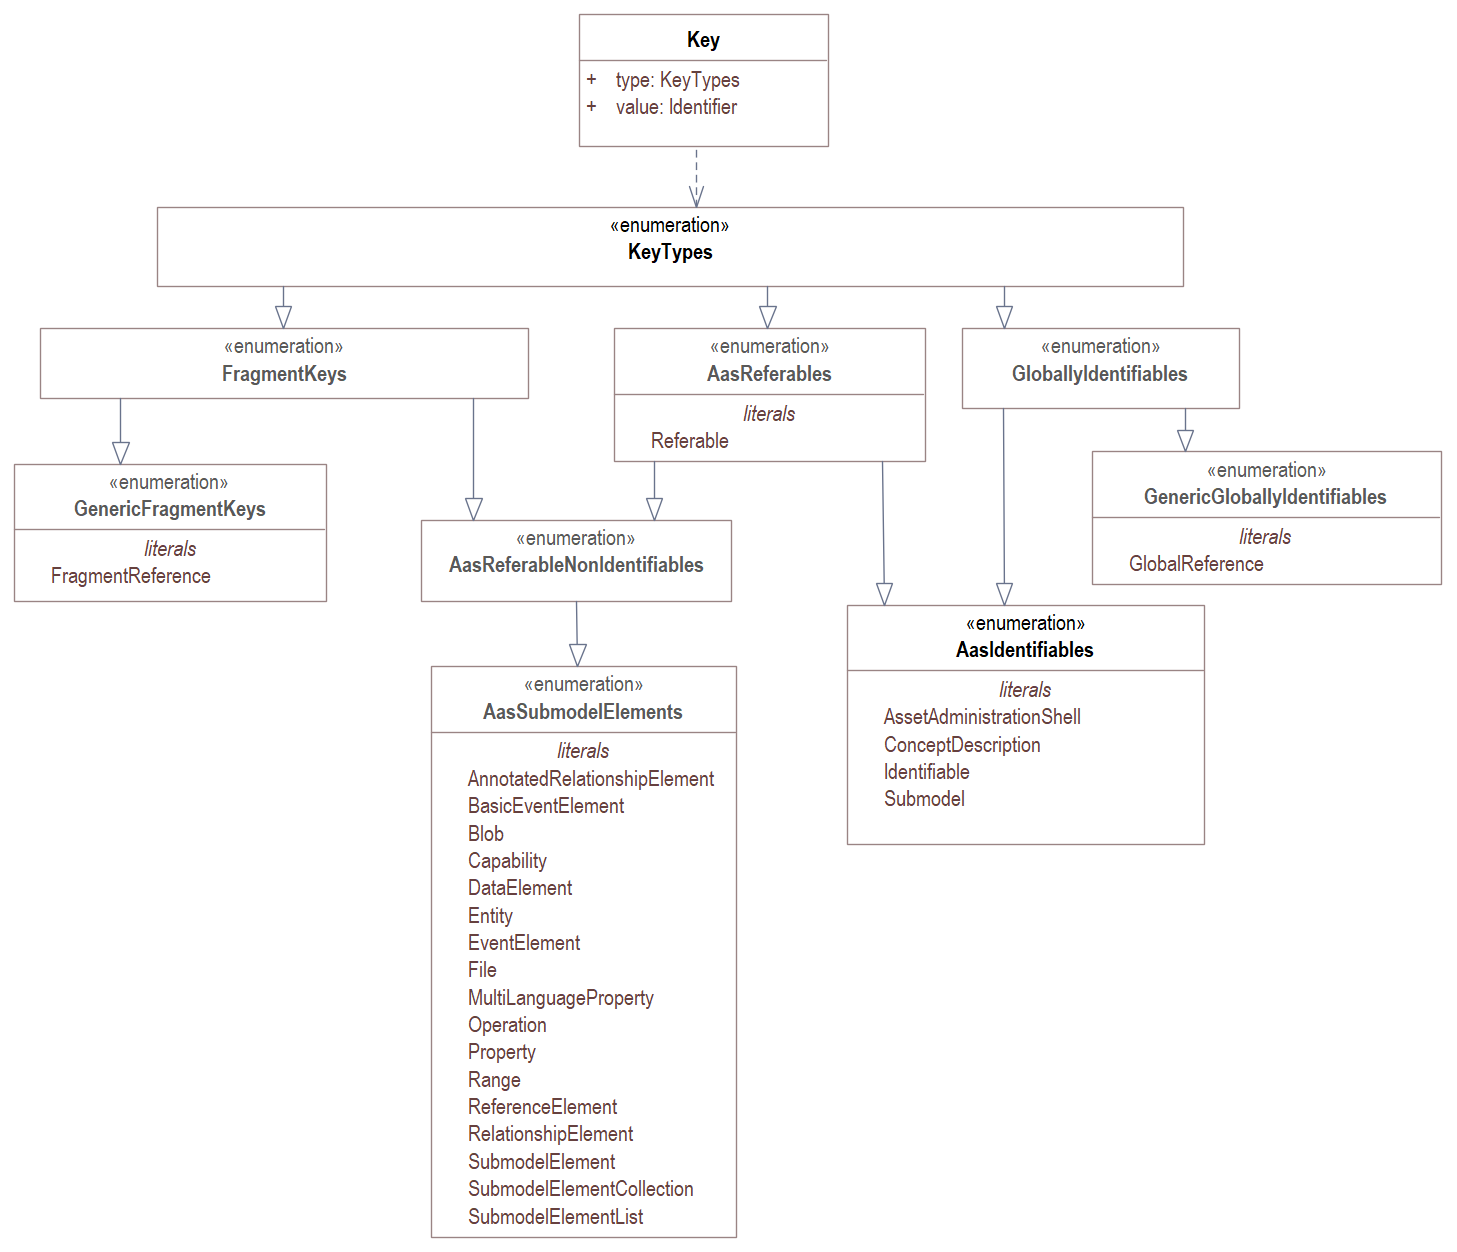 Key
+ type: KeyTypes
+ value: Identifier
«enumeration»
KeyTypes
«enumeration»
FragmentKeys
«enumeration»
AasReferables
literals
Referable
«enumeration»
GloballyIdentifiables
«enumeration»
GenericFragmentKeys
literals
FragmentReference
«enumeration»
AasReferableNonIdentifiables
«enumeration»
GenericGloballyIdentifiables
literals
GlobalReference
«enumeration»
AasSubmodelElements
literals
AnnotatedRelationshipElement
BasicEventElement
Blob
Capability
DataElement
Entity
EventElement
File
MultiLanguageProperty
Operation
Property
Range
ReferenceElement
RelationshipElement
SubmodelElement
SubmodelElementCollection
SubmodelElementList
«enumeration»
AasIdentifiables
literals
AssetAdministrationShell
ConceptDescription
Identifiable
Submodel